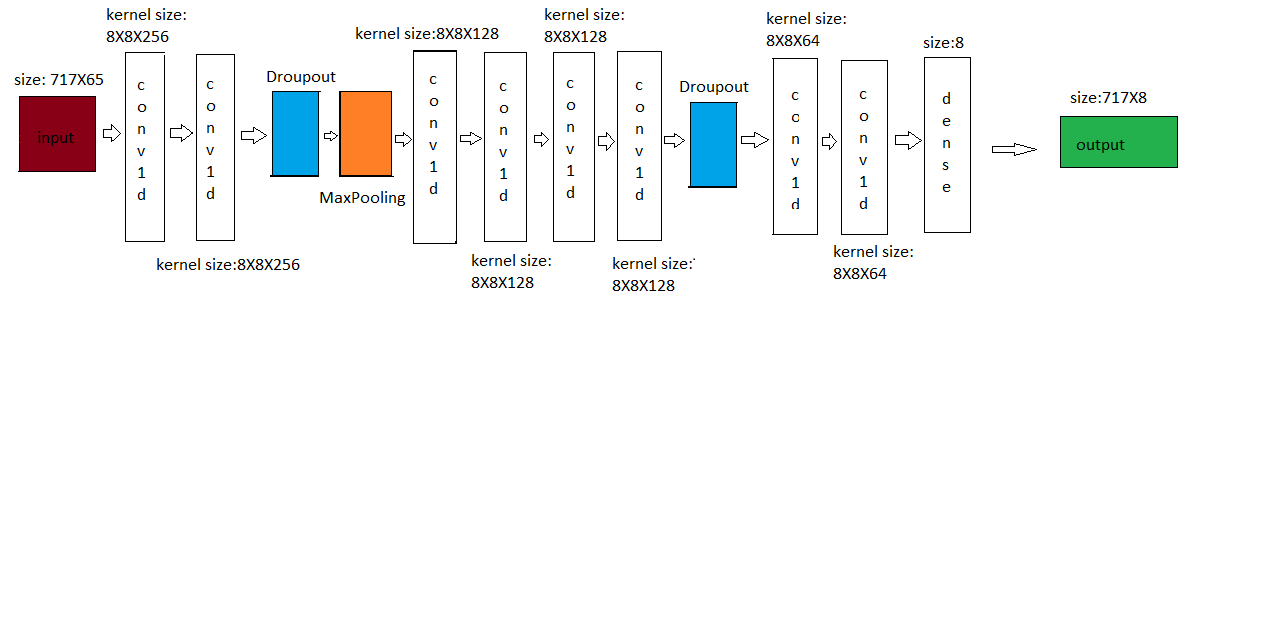 size: 717X65
input
kernel size:
8X8X256
conv1d
conv1d
kernel size:8X8X256
Droupout
MaxPooling
kernel size:8X8X128
conv1d
conv1d
kernel size:
8X8X128
kernel size:
8X8X128
conv1d
conv1d
kernel size:
8X8X128
Droupout
kernel size:
8X8X64
conv1d
conv1d
kernel size:
8X8X64
size:8
dense
size:717X8
output